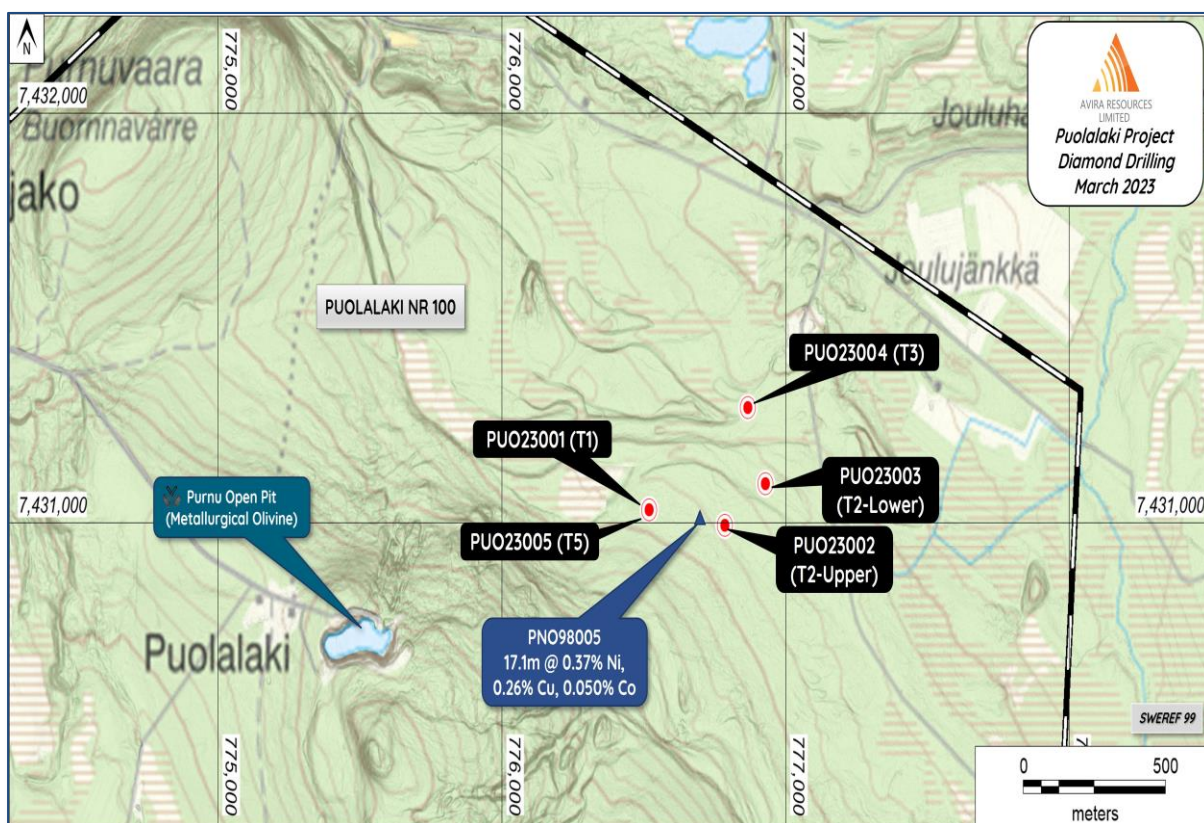 N
775,000
776,000
777,000
7,432,000
Buornnavárre
jako
AVIRA RESOURCES
LIMITED
Puolalaki Project
Diamond Drilling
March 2023
Joulujänkkä
PUOLALAKI NR 100
PUO23004 (T3)
PUO23001 (T1)
PUO23003
(T2-Lower)
7,431,000
7,431,000
Purnu Open Pit
(Metallurgical Olivine)
PUO23005 (T5)
PUO23002
(T2-Upper)
Puolalaki
PNO98005
17.1m @ 0.37% Ni,
0.26% Cu, 0.050% Co
SWEREF 99
775,000
776,000
777,000
0 500
meters